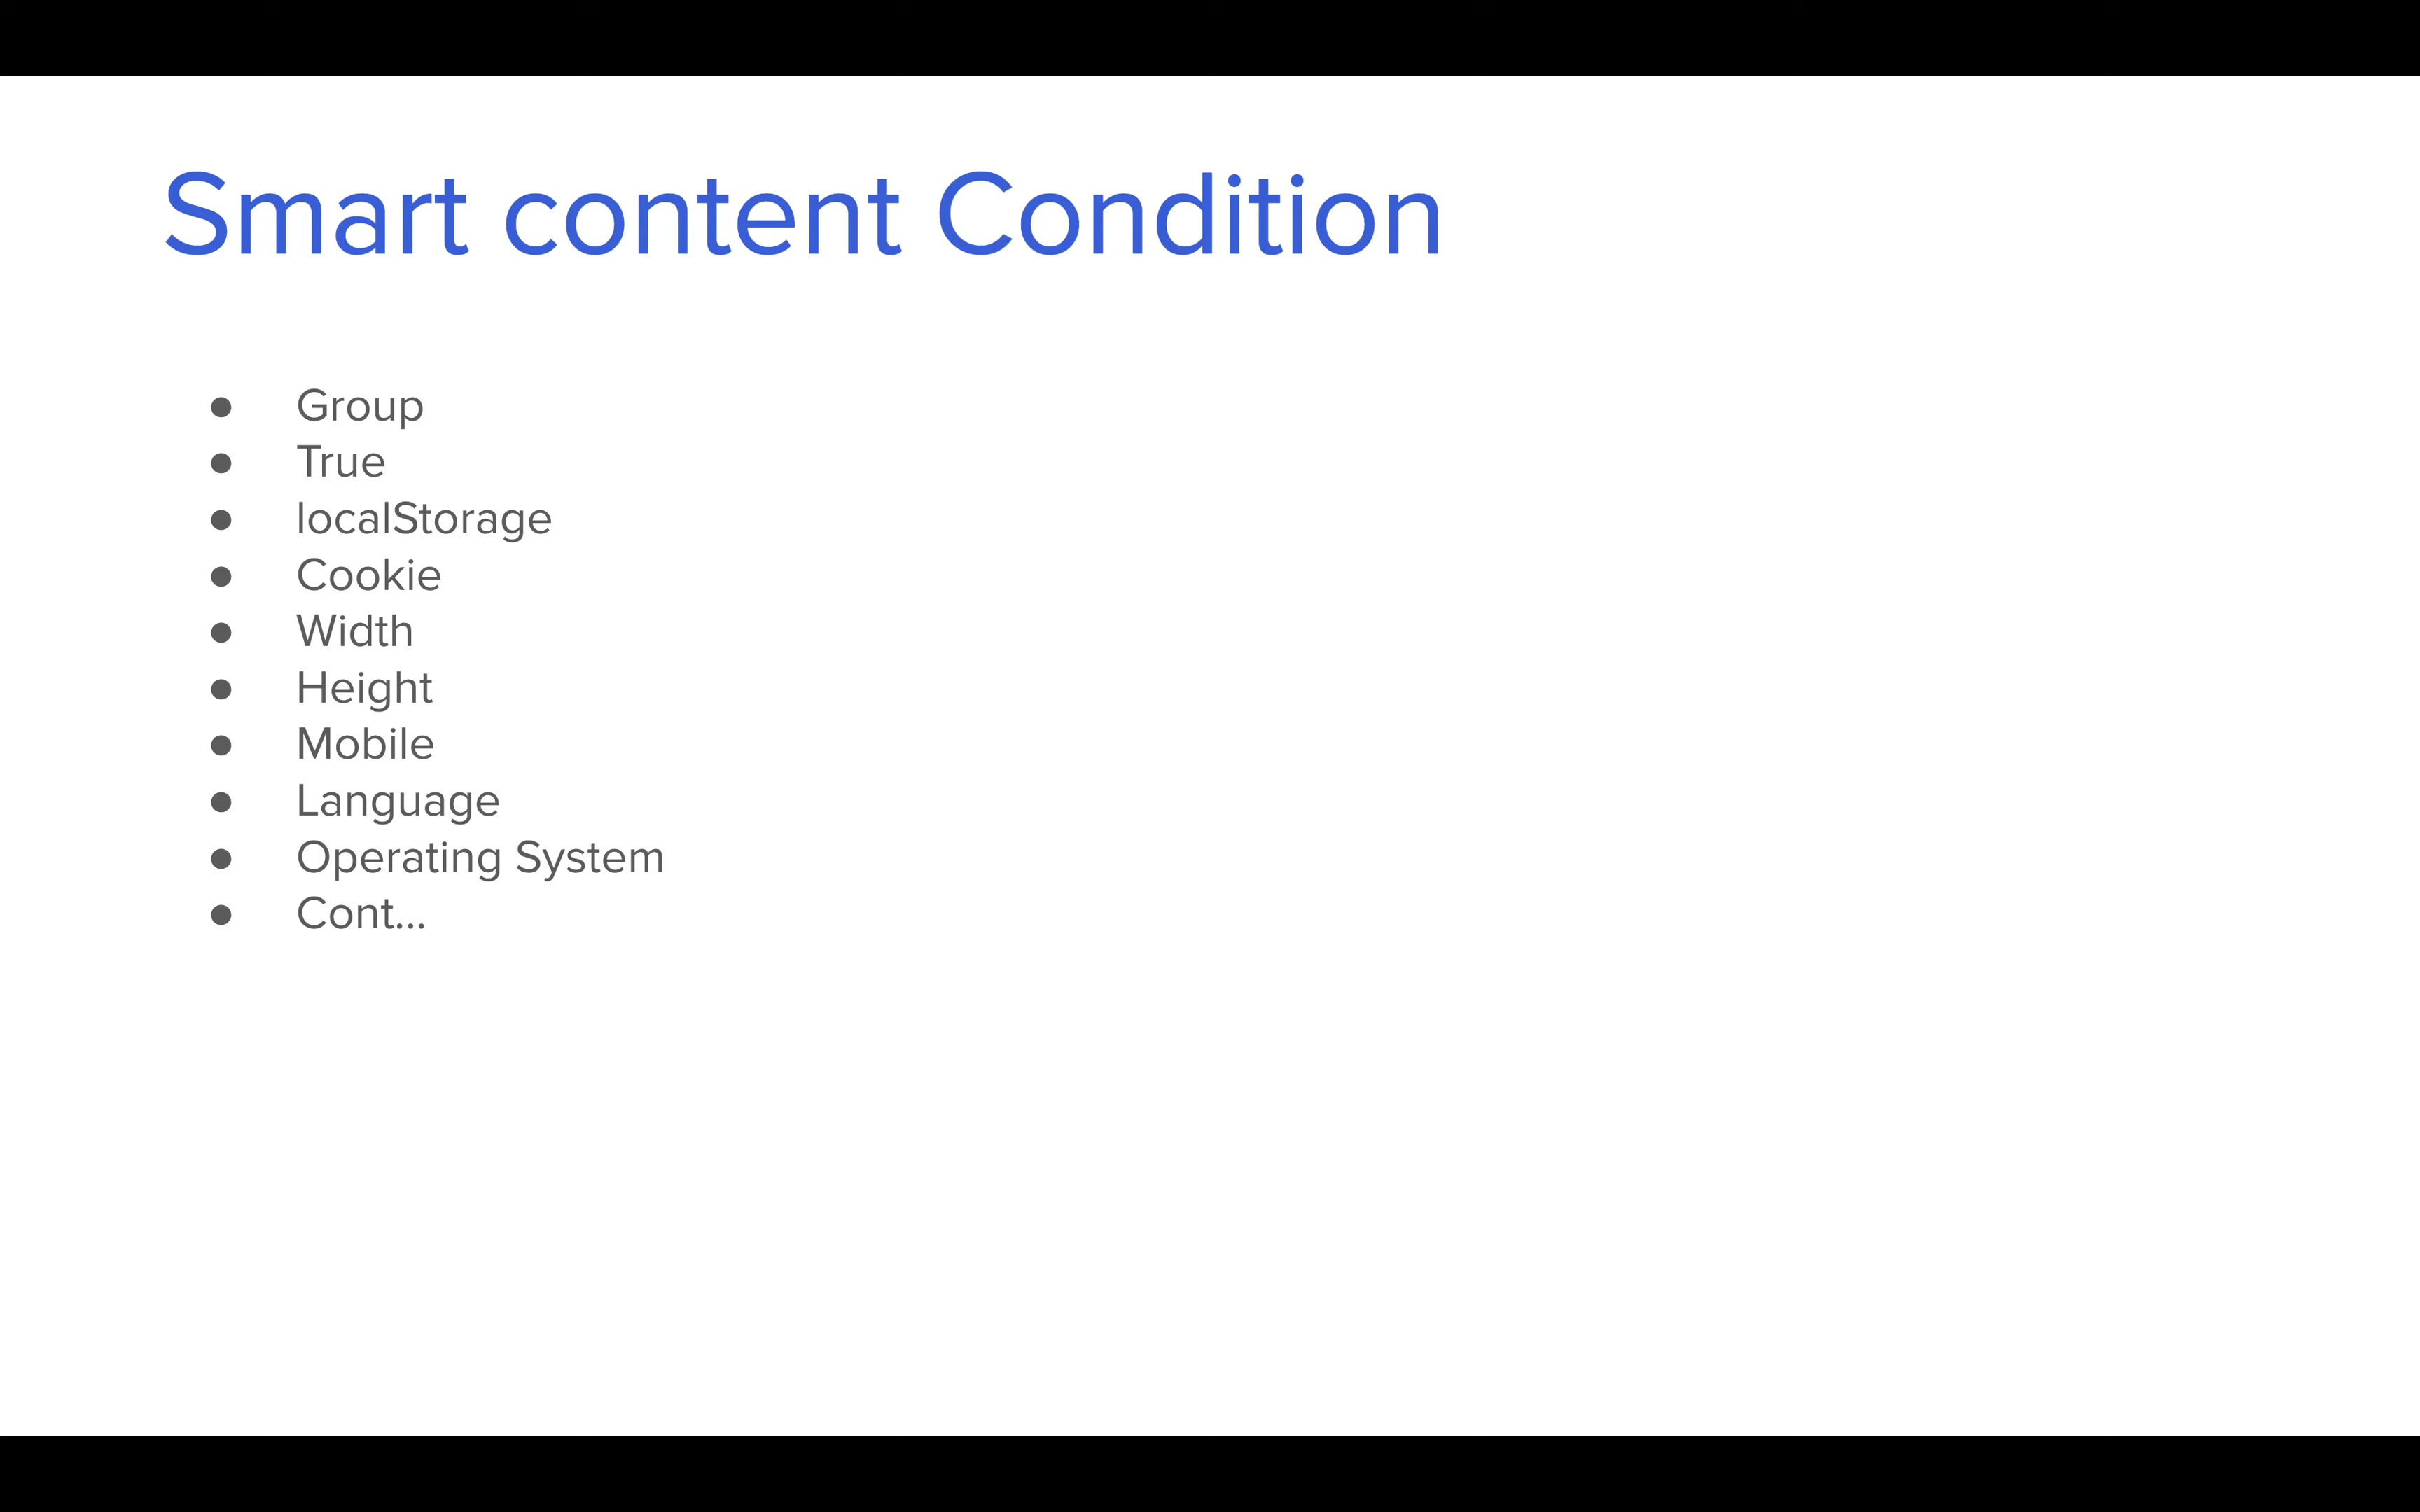 Smart content Condition
● Group
● True
● localStorage
● Cookie
● Width
● Height
● Mobile
● Language
● Operating System
● Cont...